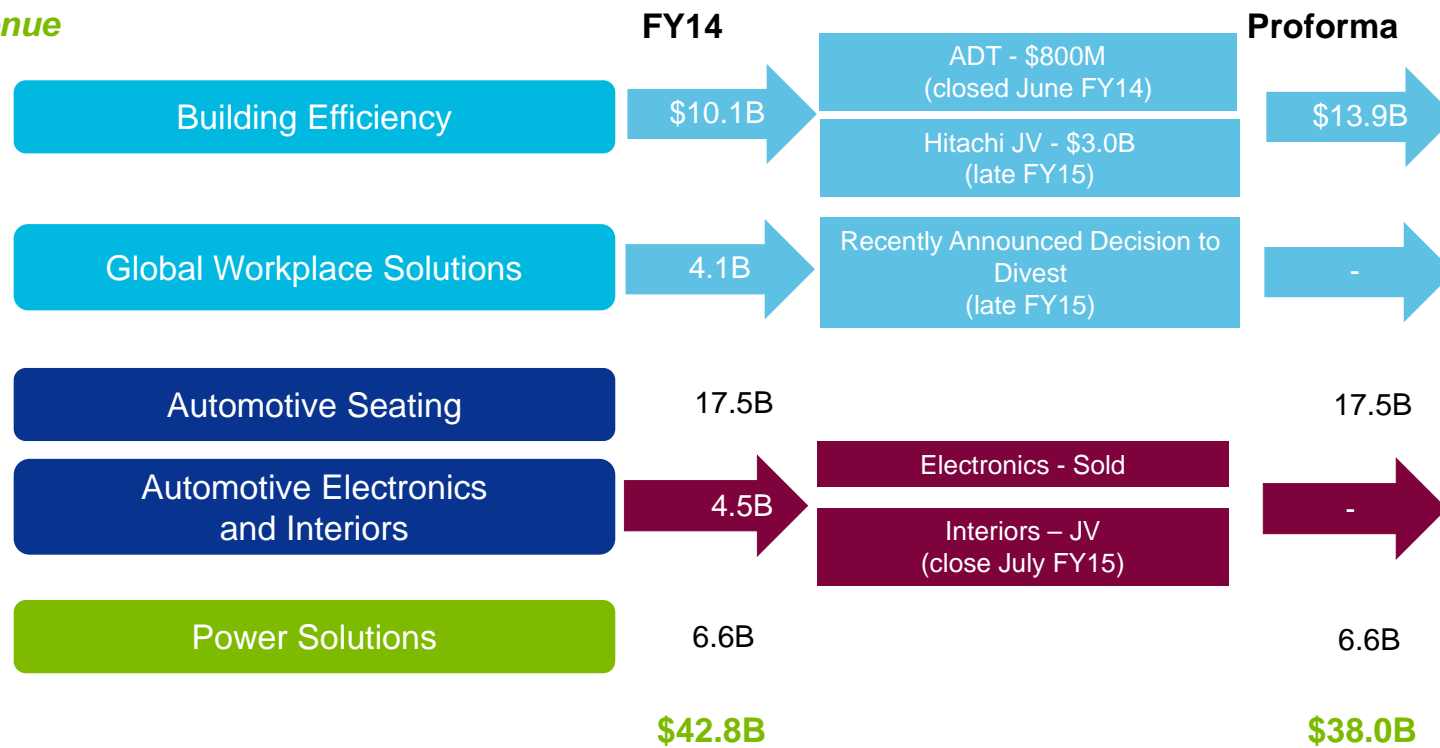 nue
FY14
Proforma
Building Efficiency
$10.1B
ADT - $800M
(closed June FY14)
Hitachi JV - $3.0B
(late FY15)
$13.9B
Global Workplace Solutions
4.1B
Recently Announced Decision to
Divest
(late FY15)
-
Automotive Seating
17.5B
17.5B
Automotive Electronics
and Interiors
4.5B
Electronics - Sold
Interiors – JV
(close July FY15)
-
Power Solutions
6.6B
6.6B
$42.8B
$38.0B